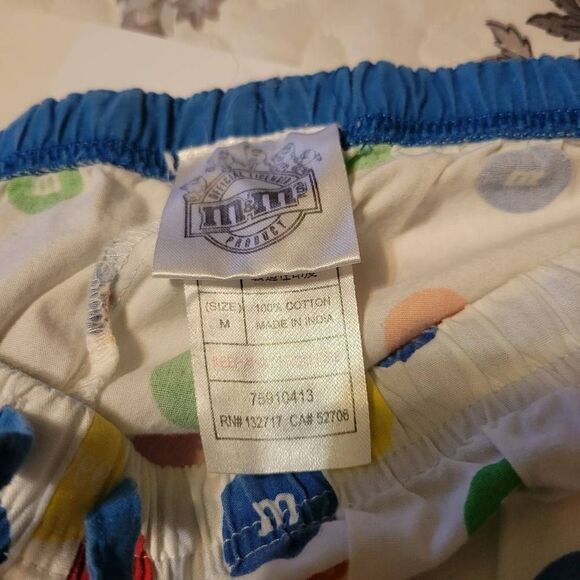 OFFICIAL LICENSED
m&m's
PRODUCT
(SIZE)
M
100% COTTON
MADE IN INDIA
75910413
RN# 132717 CA# 52706
m